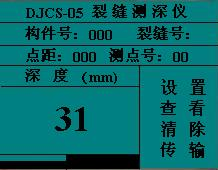 DJCS-05 裂缝测深仪
构件号：000 裂缝号：
点距：000 测点号：00
深 度 (mm)
31
设 置
查 看
清 除
传 输